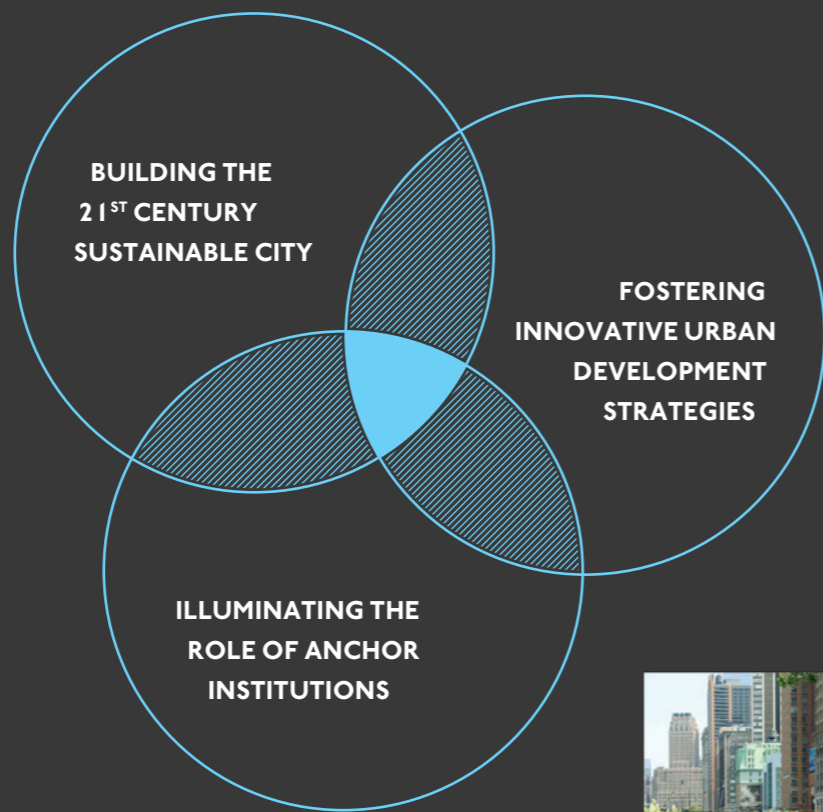 BUILDING THE
21ST CENTURY
SUSTAINABLE CITY
FOSTERING
INNOVATIVE URBAN
DEVELOPMENT
STRATEGIES
ILLUMINATING THE
ROLE OF ANCHOR
INSTITUTIONS